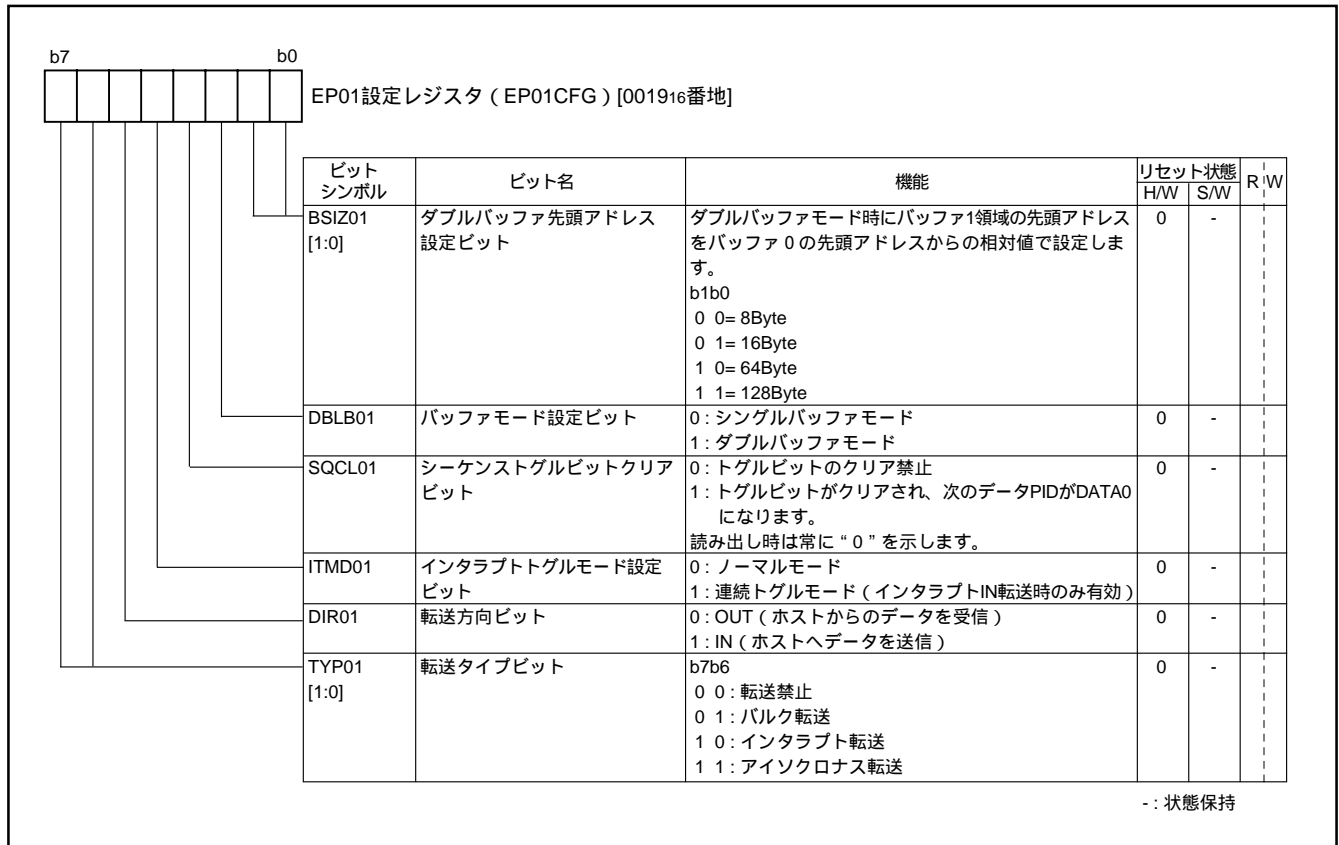 b7 b0
EP01設定レジスタ（EP01CFG）[001916番地]
ビット
シンボル
ビット名
機能
リセット状態
H/W S/W
R W
BSIZ01
[1:0]
ダブルバッファ先頭アドレス
設定ビット
ダブルバッファモード時にバッファ1領域の先頭アドレス
をバッファ0の先頭アドレスからの相対値で設定しま
す。
b1b0
0 0= 8Byte
0 1= 16Byte
1 0= 64Byte
1 1= 128Byte
0 -
DBLB01
バッファモード設定ビット
0 : シングルバッファモード
1 : ダブルバッファモード
0 -
SQCL01
シーケンストグルビットクリア
ビット
0 : トグルビットのクリア禁止
1 : トグルビットがクリアされ、次のデータPIDがDATA0
になります。
読み出し時は常に“0”を示します。
0 -
ITMD01
インタラプトトグルモード設定
ビット
0 : ノーマルモード
1 : 連続トグルモード（インタラプトIN転送時のみ有効）
0 -
DIR01
転送方向ビット
0 : OUT（ホストからのデータを受信）
1 : IN（ホストへデータを送信）
0 -
TYP01
[1:0]
転送タイプビット
b7b6
0 0 : 転送禁止
0 1 : バルク転送
1 0 : インタラプト転送
1 1 : アイソクロナス転送
0 -
- : 状態保持